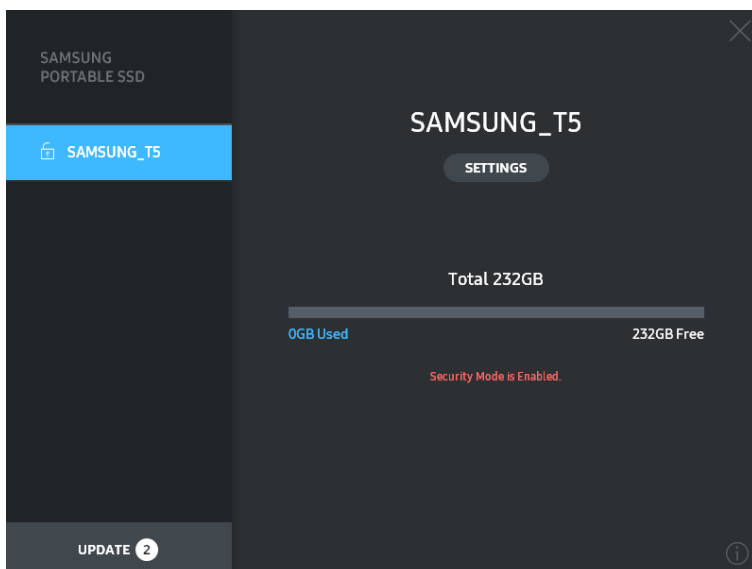 SAMSUNG
PORTABLE SSD
SAMSUNG_T5
SAMSUNG_T5
SETTINGS
Total 232GB
0GB Used
232GB Free
Security Mode is Enabled.
UPDATE 2